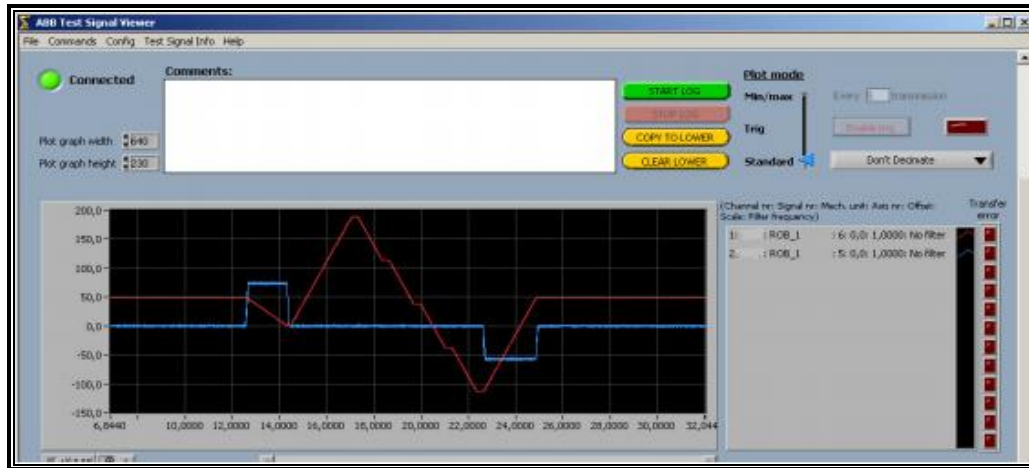 ABB Test Signal Viewer
File Commands Config Test Signal Info Help
Connected
Comments:
START LOG
STOP LOG
COPY TO LOWER
CLEAR LOWER
Plot graph width 640
Plot graph height 230
Plot mode
Min/max
Trig
Standard
Every transmission
Don't Decimate
(Channel nr: Signal nr: Mech. unit: Axis nr: Offset:
Scale: Filter frequency)
Transfer
error
1: : ROB_1 : 6: 0,0: 1,0000: No filter
2: : ROB_1 : 5: 0,0: 1,0000: No filter
200,0
150,0
100,0
50,0
0,0
-50,0
-100,0
-150,0
6,8440 10,0000 12,0000 14,0000 16,0000 18,0000 20,0000 22,0000 24,0000 26,0000 28,0000 30,0000 32,044